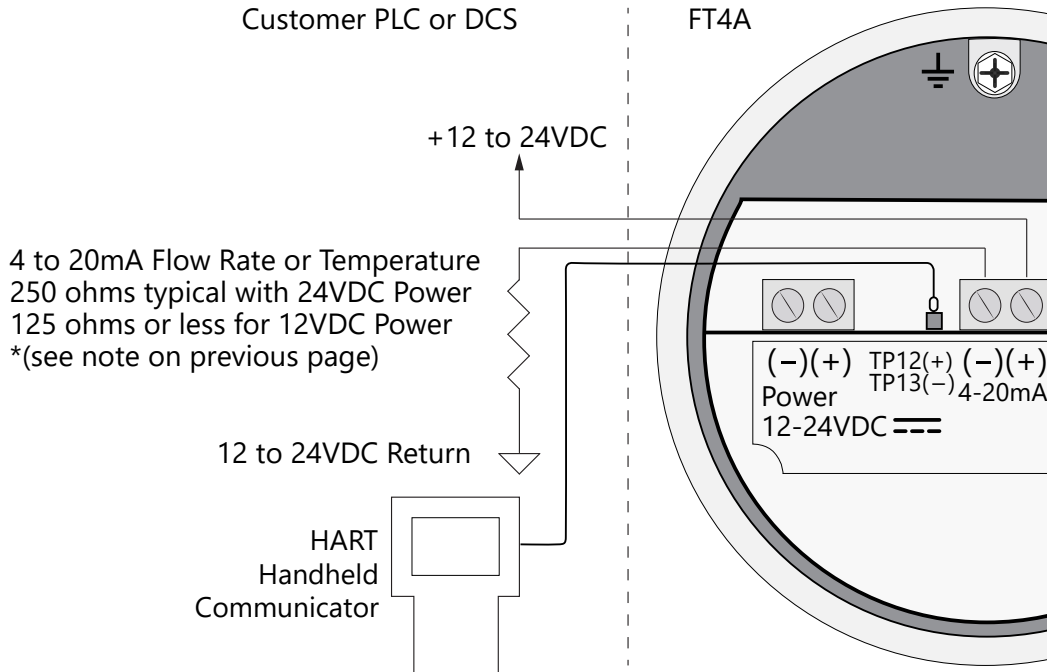 Customer PLC or DCS
FT4A
+12 to 24VDC
4 to 20mA Flow Rate or Temperature
250 ohms typical with 24VDC Power
125 ohms or less for 12VDC Power
*(see note on previous page)
(−)(+)
Power
12-24VDC
TP12(+)
TP13(−)
(−)(+)
4-20mA
12 to 24VDC Return
HART
Handheld
Communicator